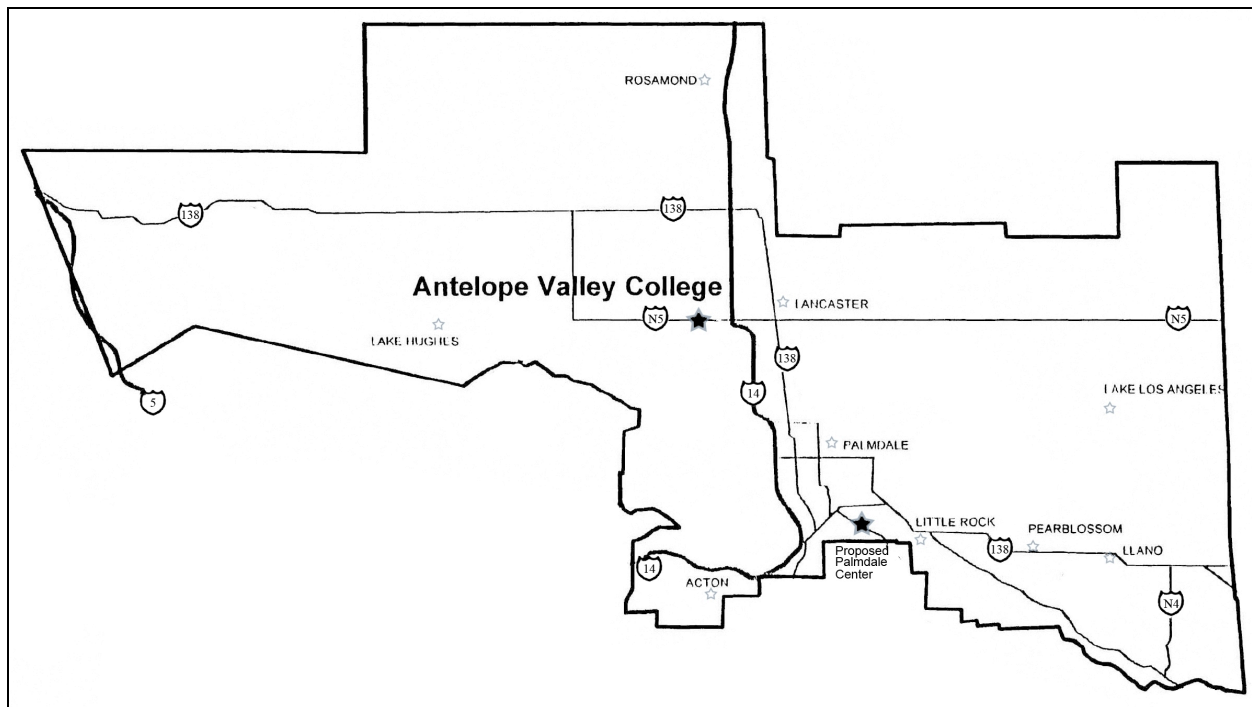 ROSAMOND
138
138
Antelope Valley College
LANCASTER
N5
N5
LAKE HUGHES
138
14
5
LAKE LOS ANGELES
PALMDALE
LITTLE ROCK
PEARBLOSSOM
138
LLANO
Proposed
Palmdale
Center
14
ACTON
N4